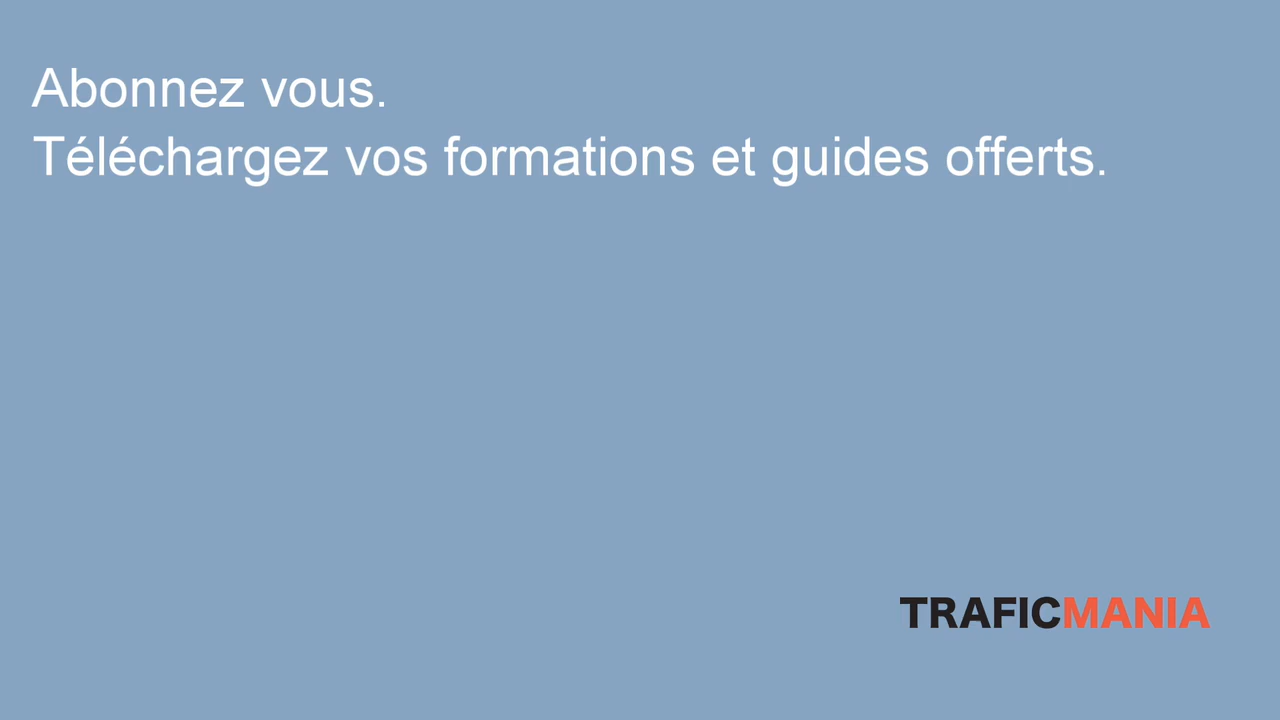 Abonnez vous.
Téléchargez vos formations et guides offerts.
TRAFICMANIA